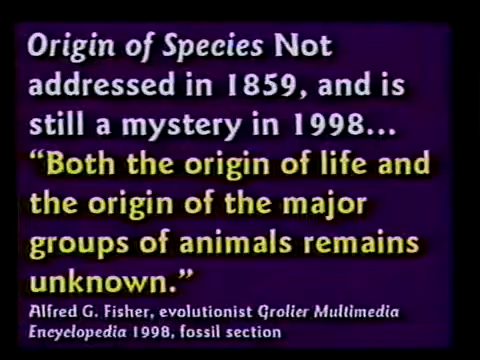 Origin of Species Not
addressed in 1859, and is
still a mystery in 1998...
“Both the origin of life and
the origin of the major
groups of animals remains
unknown.”
Alfred G. Fisher, evolutionist Grolier Multimedia
Encyclopedia 1998, fossil section